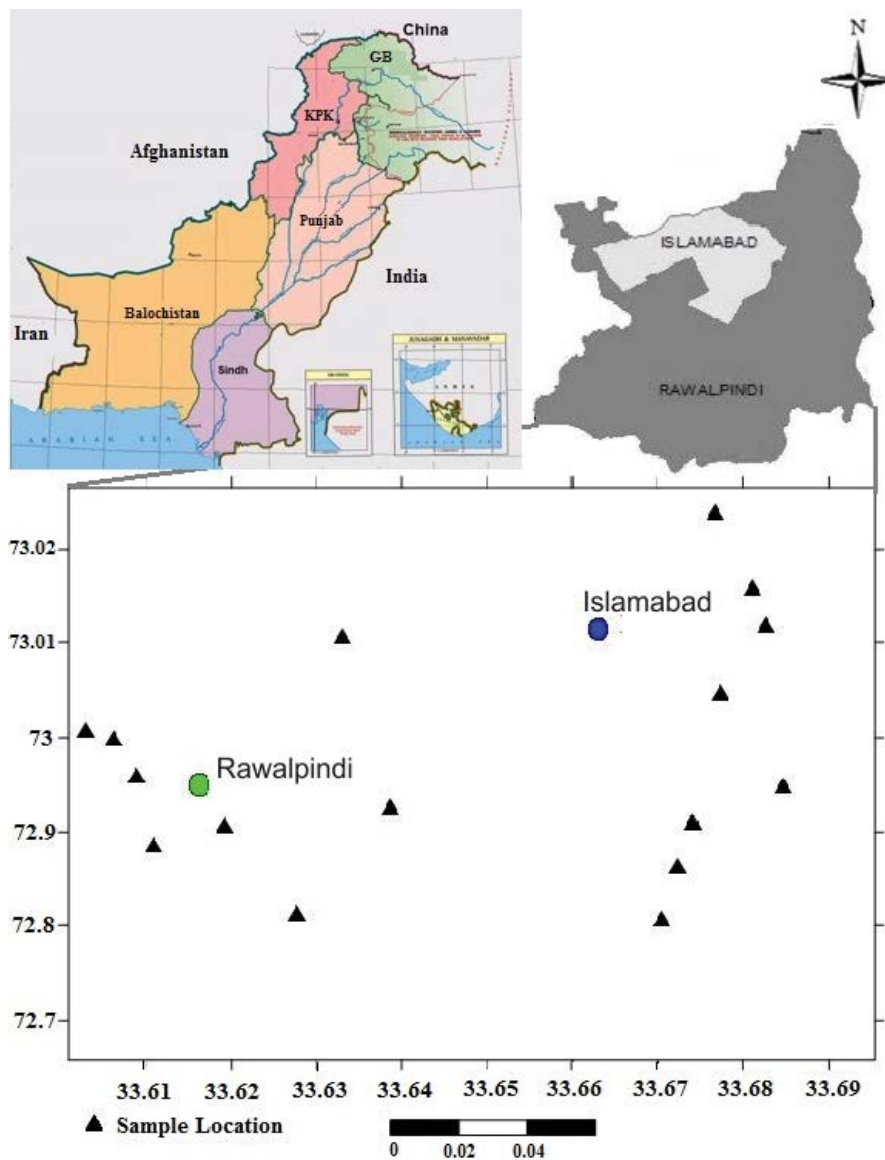 China
GB
KPK
Afghanistan
Punjab
India
Balochistan
Iran
Sindh
JUNAGADH & MANAVADAR
INDIA
ARABIAN SEA
N
ISLAMABAD
RAWALPINDI
73.02
Islamabad
73.01
73
Rawalpindi
72.9
72.8
72.7
33.61 33.62 33.63 33.64 33.65 33.66 33.67 33.68 33.69
Sample Location
0 0.02 0.04